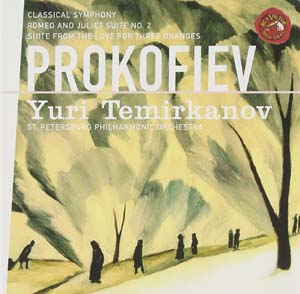 CLASSICAL SYMPHONY
ROMEO AND JULIET SUITE NO. 2
SUITE FROM THE LOVE FOR THREE ORANGES
PROKOFIEV
Yuri Temirkanov
ST. PETERSBURG PHILHARMONIC ORCHESTRA